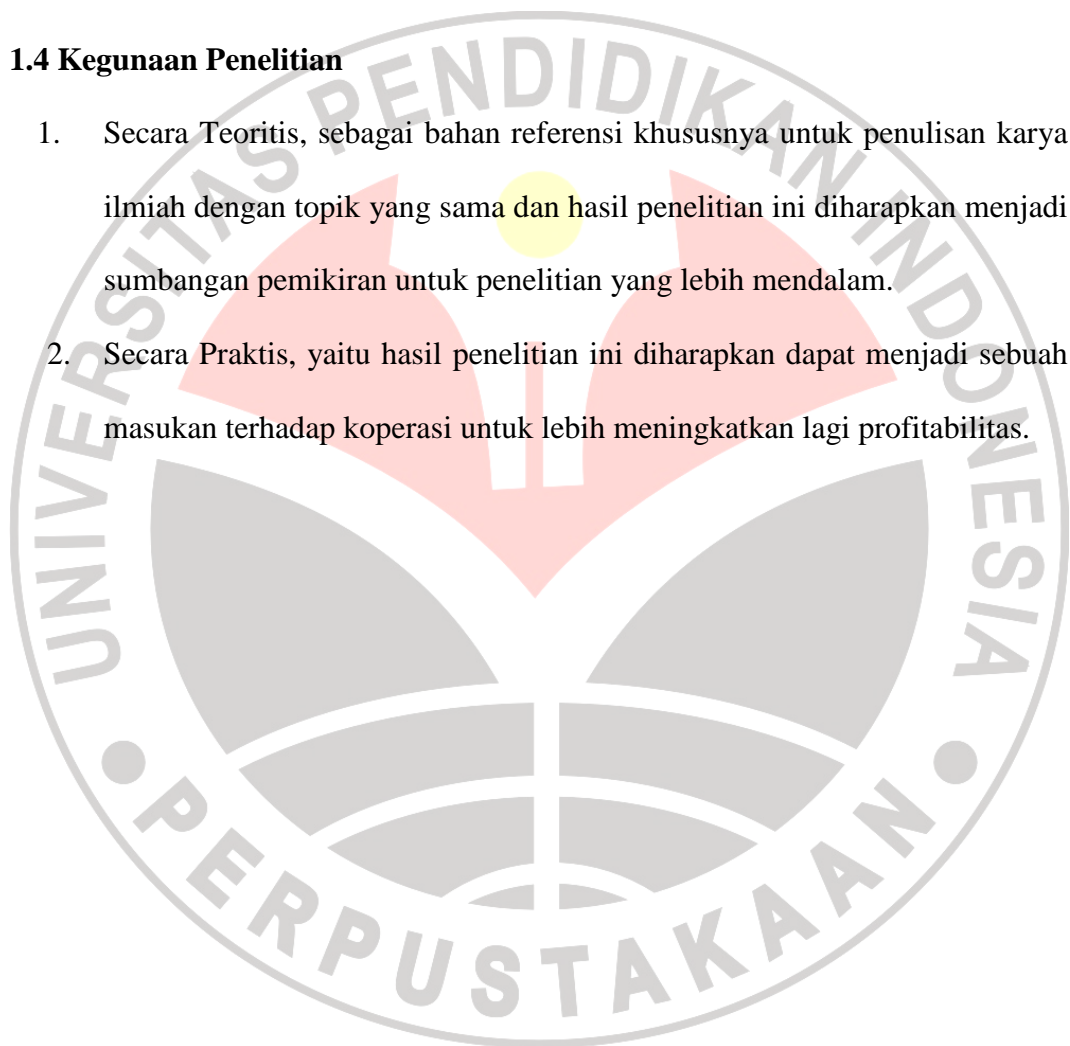 1.4 Kegunaan Penelitian
1. Secara Teoritis, sebagai bahan referensi khususnya untuk penulisan karya
ilmiah dengan topik yang sama dan hasil penelitian ini diharapkan menjadi
sumbangan pemikiran untuk penelitian yang lebih mendalam.
2. Secara Praktis, yaitu hasil penelitian ini diharapkan dapat menjadi sebuah
masukan terhadap koperasi untuk lebih meningkatkan lagi profitabilitas.
UNIVERSITAS PENDIDIKAN INDONESIA
PERPUSTAKAAN